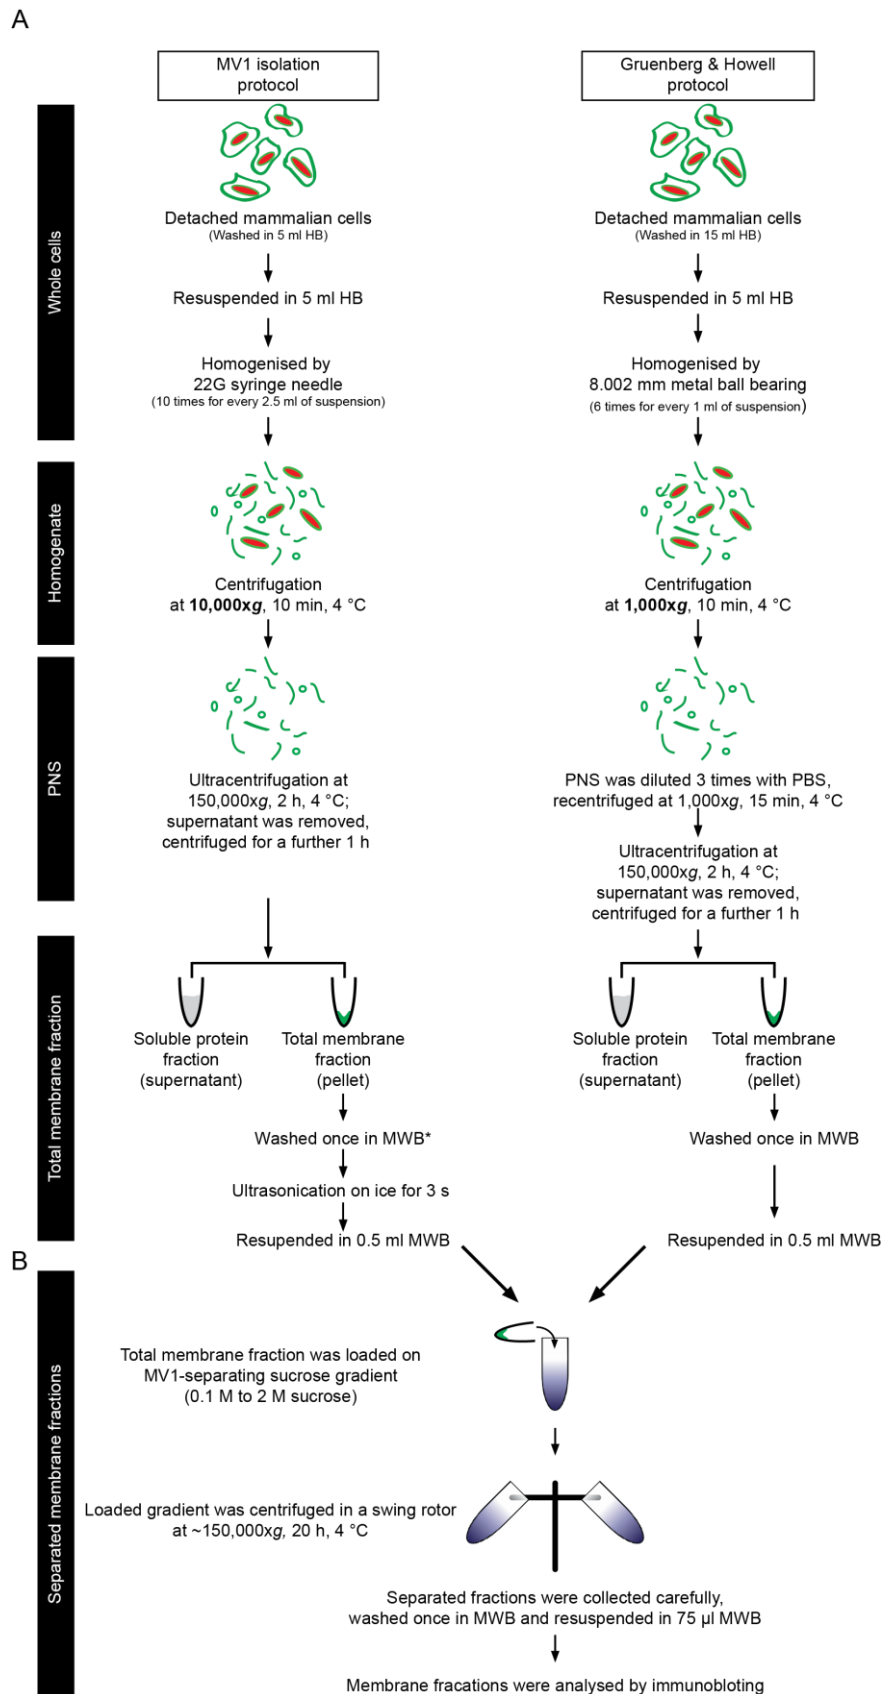 A
MV1 isolation
protocol
Gruenberg & Howell
protocol
Whole cells
Detached mammalian cells
(Washed in 5 ml HB)
Detached mammalian cells
(Washed in 15 ml HB)
Resuspended in 5 ml HB
Resuspended in 5 ml HB
Homogenised by
22G syringe needle
(10 times for every 2.5 ml of suspension)
Homogenised by
8.002 mm metal ball bearing
(6 times for every 1 ml of suspension)
Homogenate
Centrifugation
at 10,000xg, 10 min, 4 °C
Centrifugation
at 1,000xg, 10 min, 4 °C
PNS
Ultracentrifugation at
150,000xg, 2 h, 4 °C;
supernatant was removed,
centrifuged for a further 1 h
PNS was diluted 3 times with PBS,
recentrifuged at 1,000xg, 15 min, 4 °C
Ultracentrifugation at
150,000xg, 2 h, 4 °C;
supernatant was removed,
centrifuged for a further 1 h
Total membrane fraction
Soluble protein
fraction
(supernatant)
Total membrane
fraction
(pellet)
Soluble protein
fraction
(supernatant)
Total membrane
fraction
(pellet)
Washed once in MWB*
Washed once in MWB
Ultrasonication on ice for 3 s
Resupended in 0.5 ml MWB
Resupended in 0.5 ml MWB
B
Separated membrane fractions
Total membrane fraction was loaded on
MV1-separating sucrose gradient
(0.1 M to 2 M sucrose)
Loaded gradient was centrifuged in a swing rotor
at ~150,000xg, 20 h, 4 °C
Separated fractions were collected carefully,
washed once in MWB and resuspended in 75 µl MWB
Membrane fracations were analysed by immunobloting